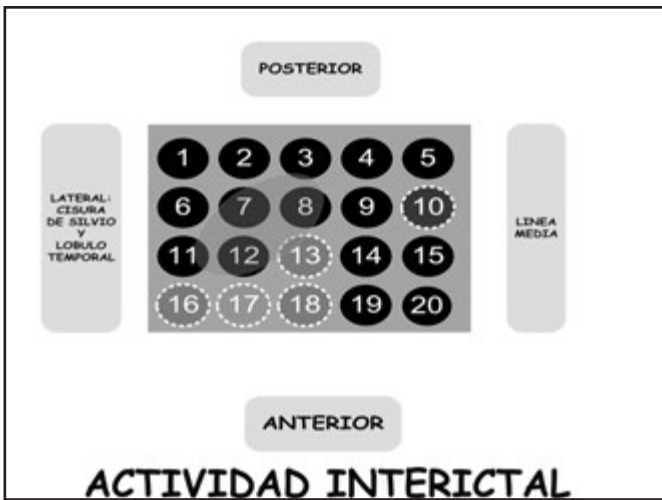 POSTERIOR
LATERAL:
CISURA
DE SILVIO
Y
LOBULO
TEMPORAL
1 2 3 4 5
6 7 8 9 10
11 12 13 14 15
16 17 18 19 20
LINEA
MEDIA
ANTERIOR
ACTIVIDAD INTERICTAL